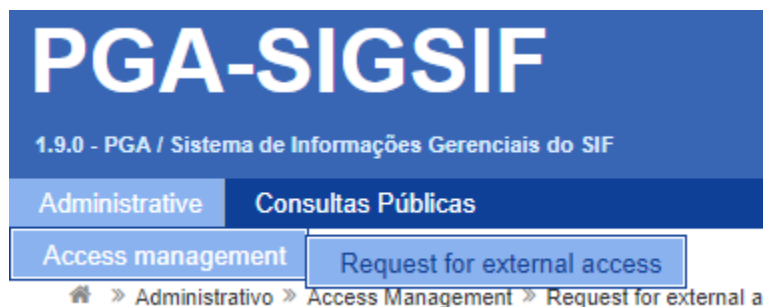 PGA-SIGSIF
1.9.0 - PGA / Sistema de Informações Gerenciais do SIF
Administrative Consultas Públicas
Access management Request for external access
» Administrativo » Access Management » Request for external a